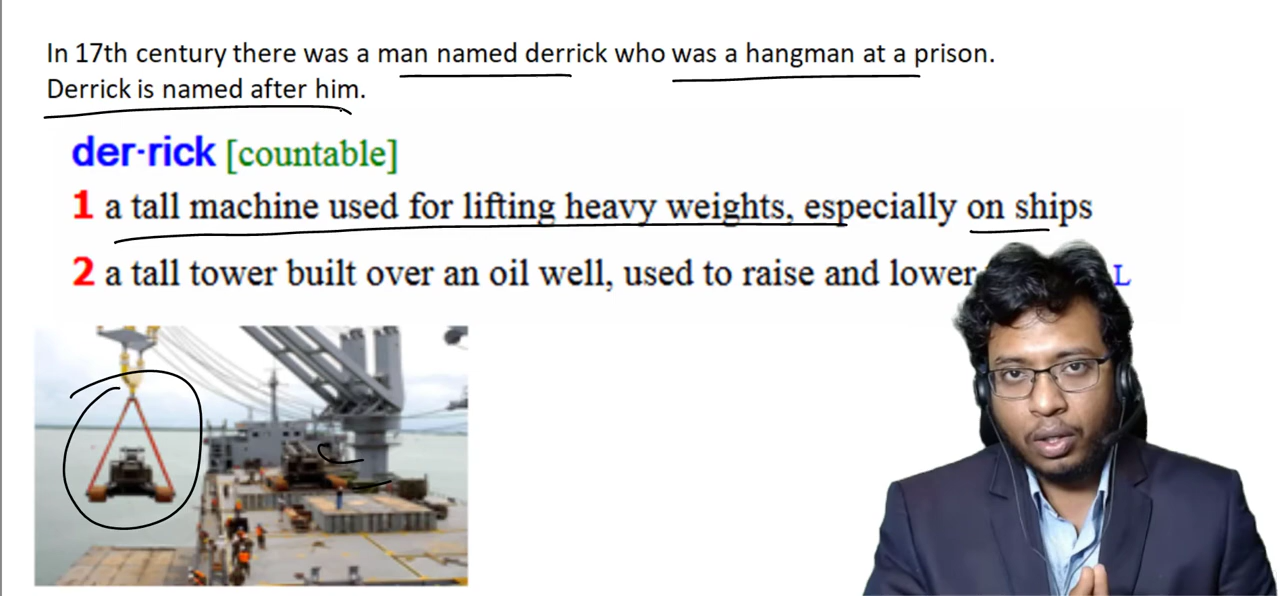 In 17th century there was a man named derrick who was a hangman at a prison.
Derrick is named after him.
der·rick [countable]
1 a tall machine used for lifting heavy weights, especially on ships
2 a tall tower built over an oil well, used to raise and lower